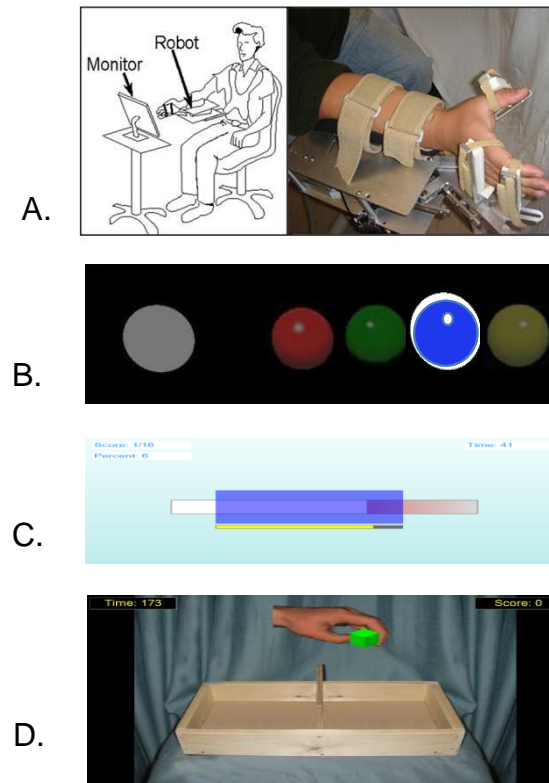 Robot
Monitor
A.
B.
Score: 1/16
Time: 41
Percent: 6
C.
Time: 173
Score: 0
D.